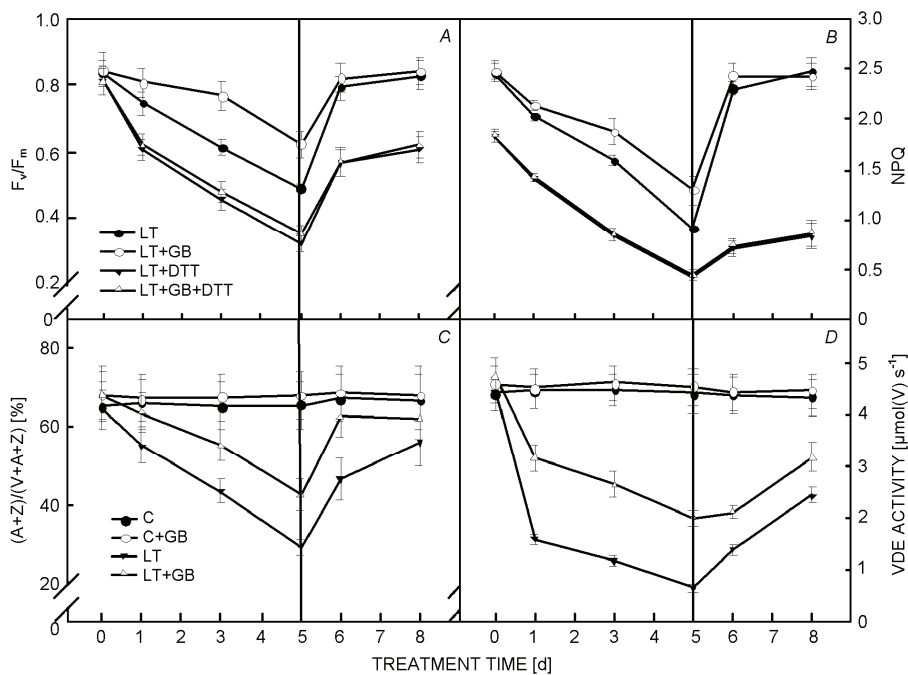 1.0
0.8
0.6
0.4
0.2
0
Fv/Fm
A
LT
LT+GB
LT+DTT
LT+GB+DTT
B
3.0
2.5
2.0
1.5
1.0
0.5
0
NPQ
80
60
40
20
0
(A+Z)/(V+A+Z) [%]
C
C
C+GB
LT
LT+GB
D
5
4
3
2
1
0
VDE ACTIVITY [µmol(V) s⁻¹]
0 1 2 3 4 5 6 7 8
0 1 2 3 4 5 6 7 8
TREATMENT TIME [d]